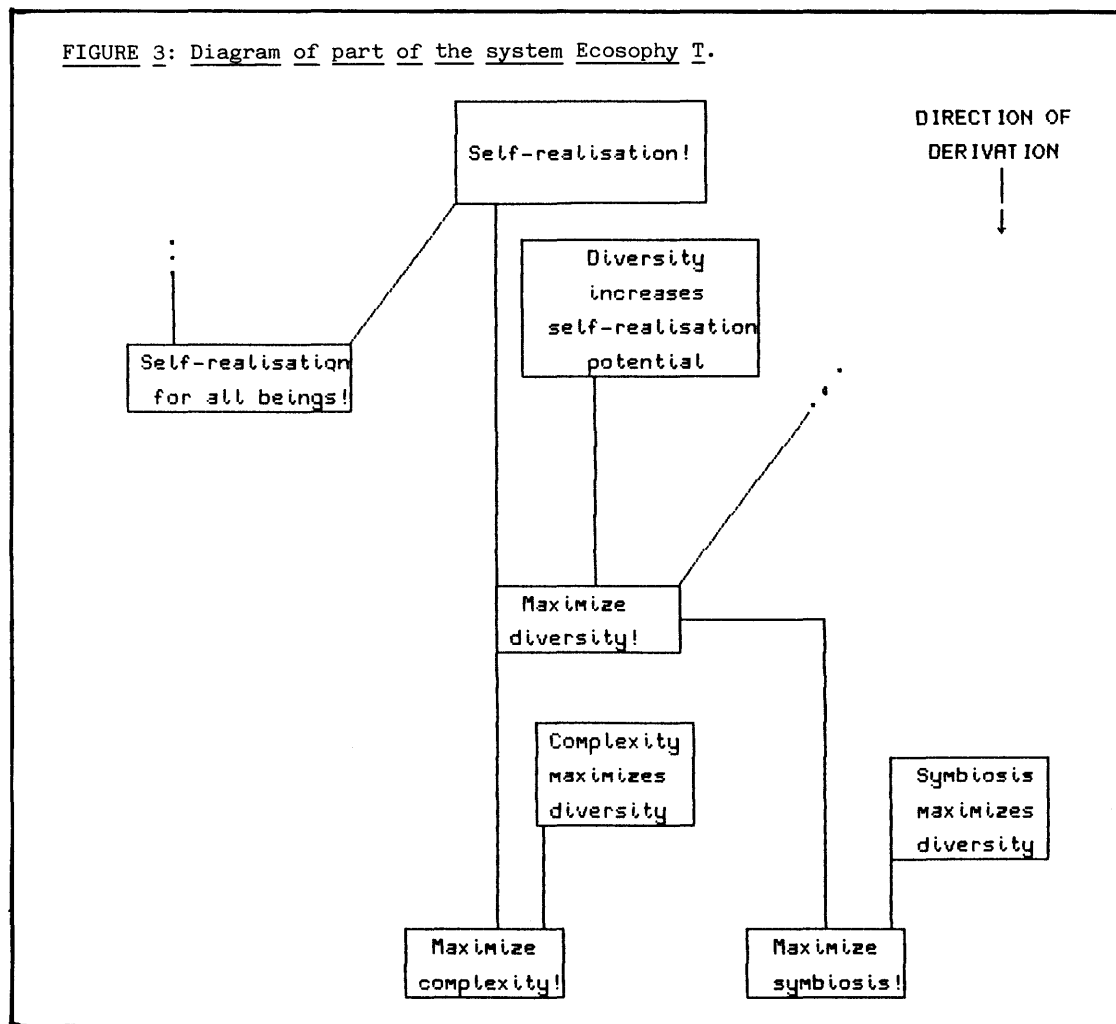 FIGURE 3: Diagram of part of the system Ecosophy T.
Self-realisation!
DIRECTION OF
DERIVATION
Diversity
increases
self-realisation
potential
Self-realisation
for all beings!
Maximize
diversity!
Complexity
maximizes
diversity
Symbiosis
maximizes
diversity
Maximize
complexity!
Maximize
symbiosis!